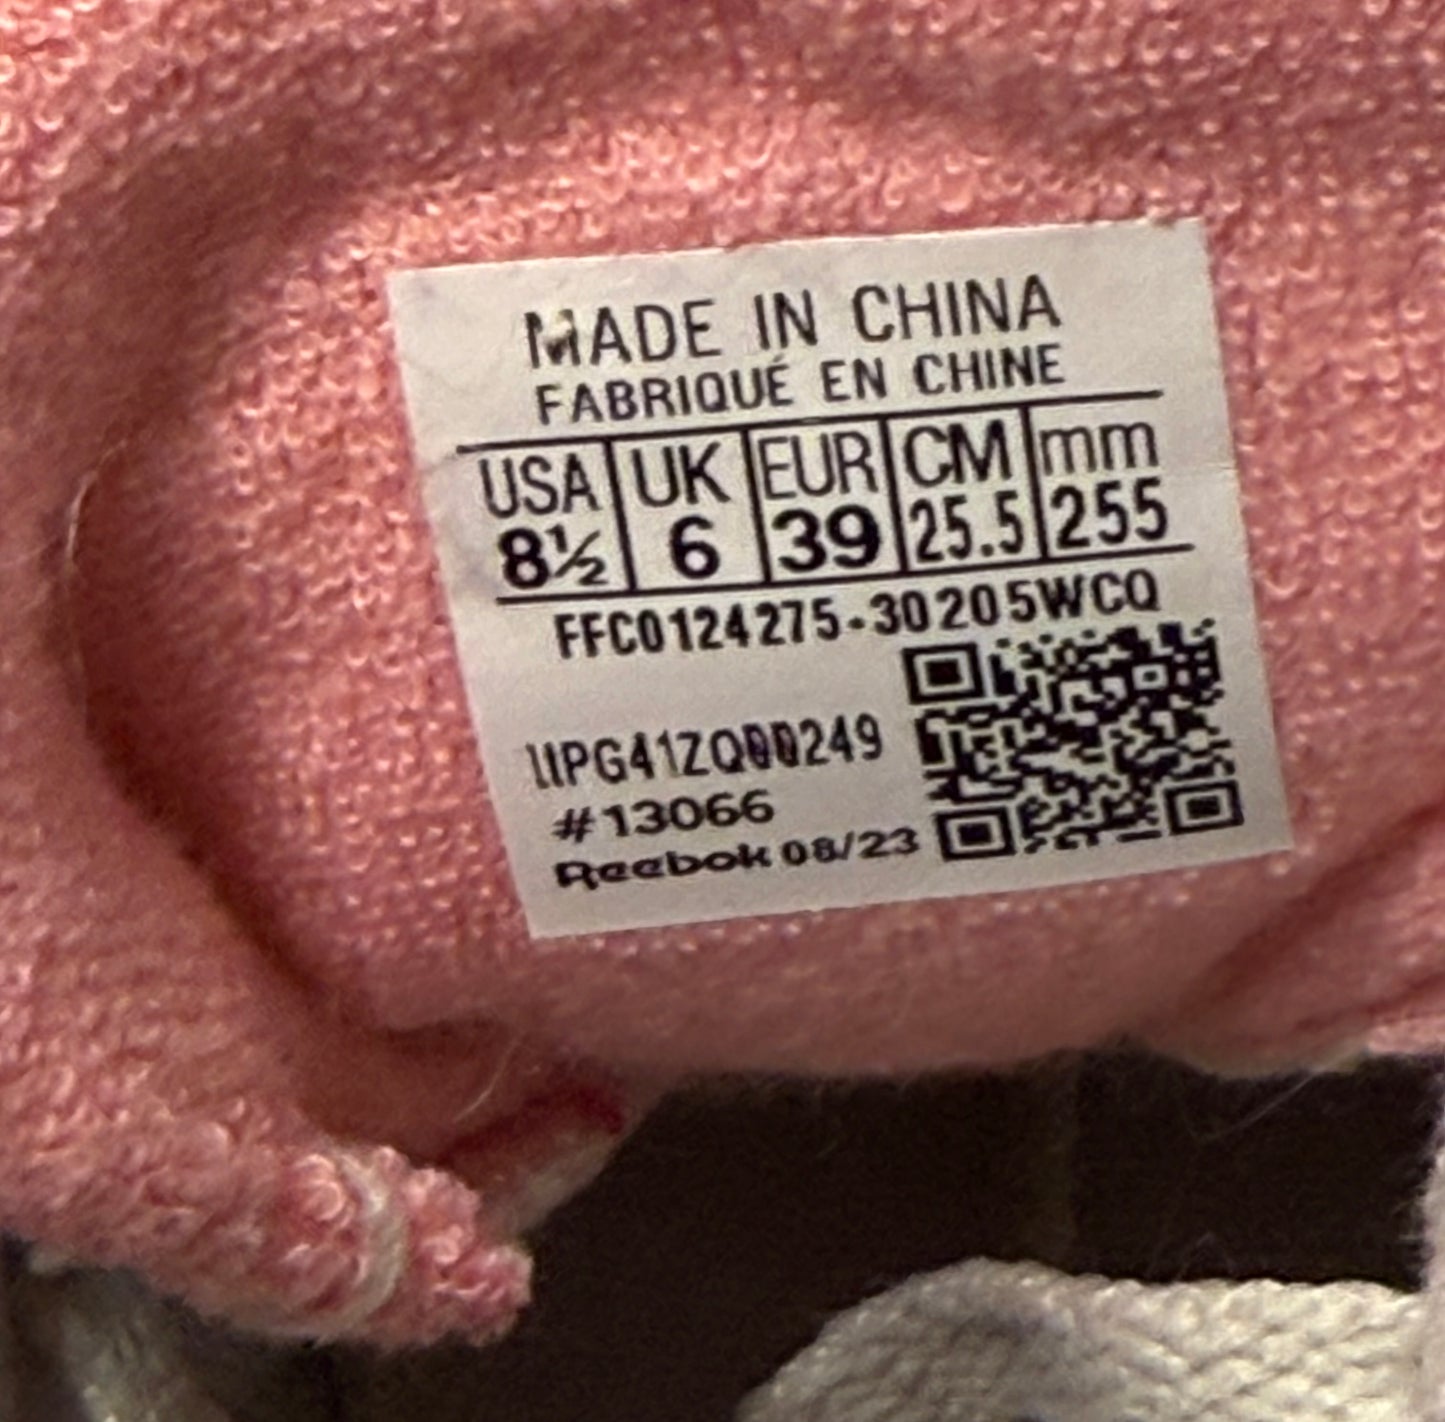 MADE IN CHINA
FABRIQUÉ EN CHINE
USA UK EUR CM mm
8½ 6 39 25.5 255
FFC0124275-30205WCQ
#13066
Reebok 08/23